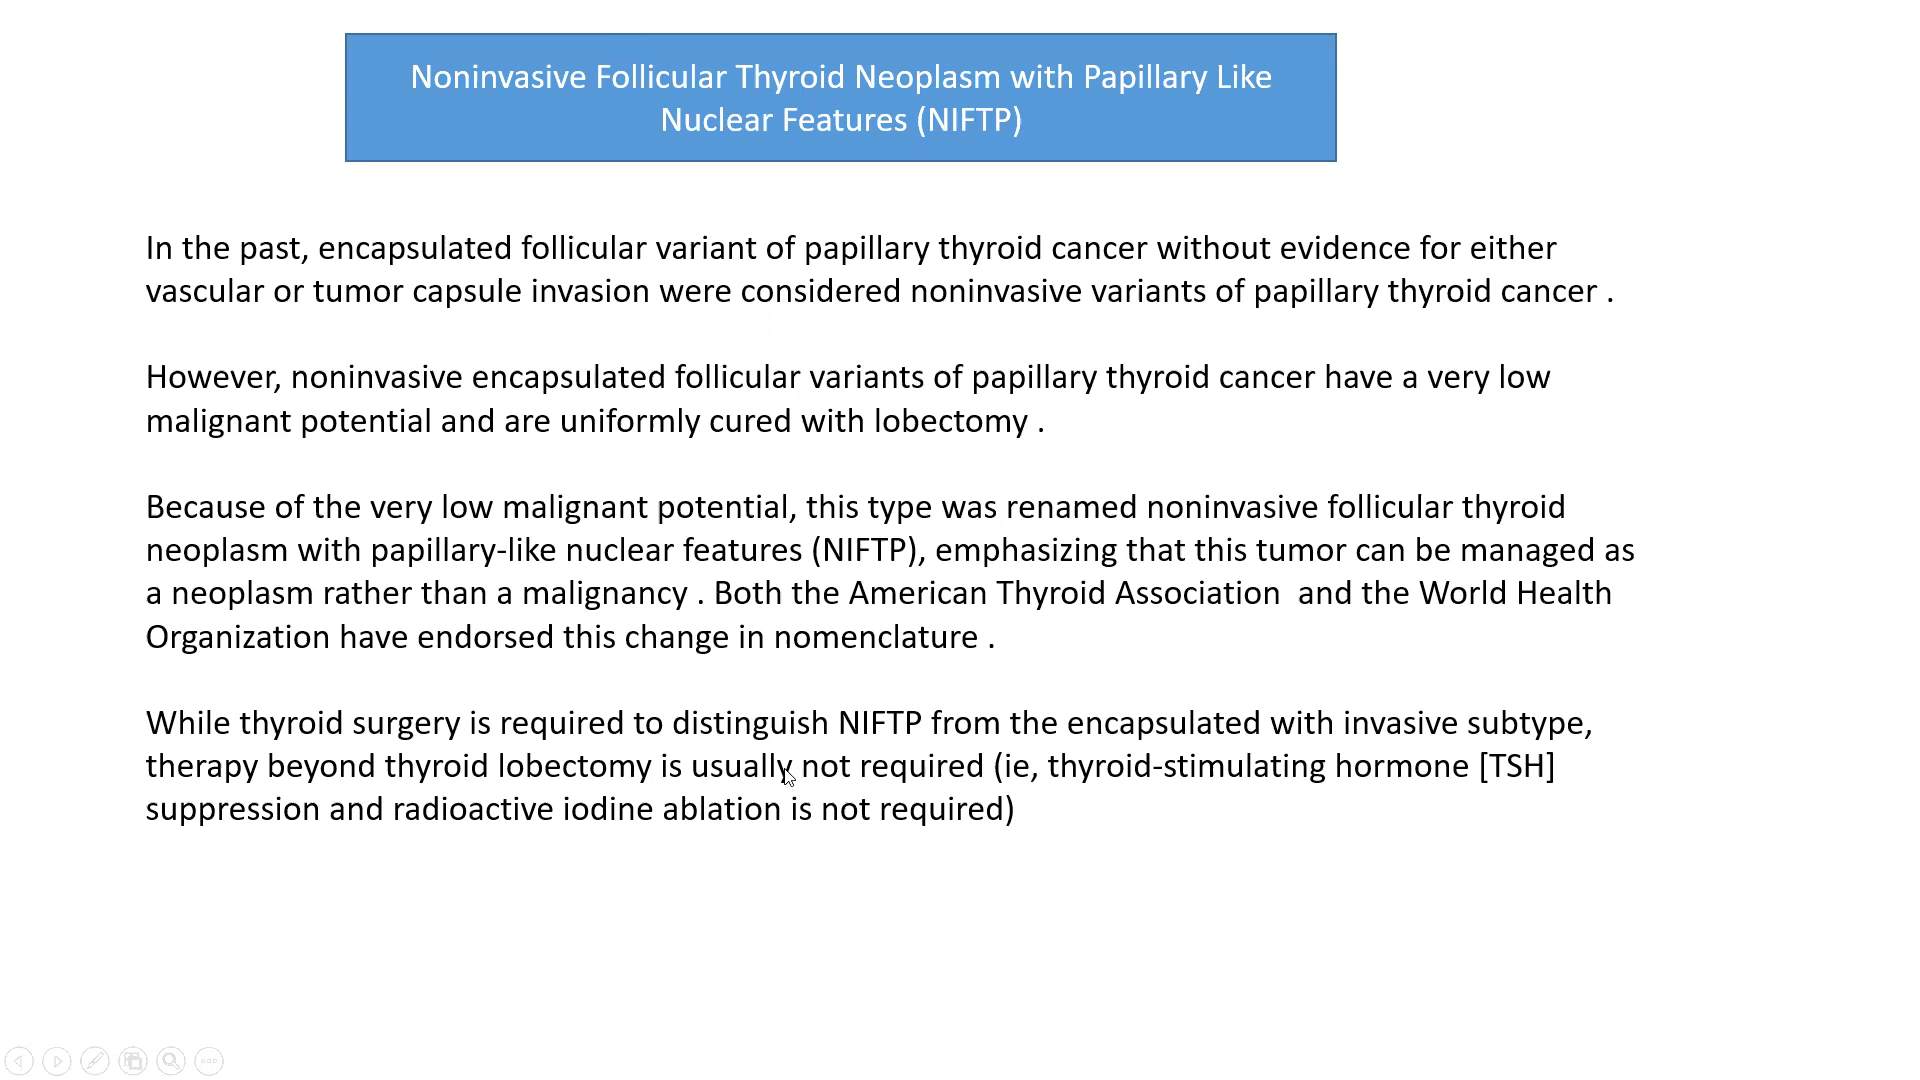 Noninvasive Follicular Thyroid Neoplasm with Papillary Like
Nuclear Features (NIFTP)
In the past, encapsulated follicular variant of papillary thyroid cancer without evidence for either
vascular or tumor capsule invasion were considered noninvasive variants of papillary thyroid cancer .
However, noninvasive encapsulated follicular variants of papillary thyroid cancer have a very low
malignant potential and are uniformly cured with lobectomy .
Because of the very low malignant potential, this type was renamed noninvasive follicular thyroid
neoplasm with papillary-like nuclear features (NIFTP), emphasizing that this tumor can be managed as
a neoplasm rather than a malignancy . Both the American Thyroid Association  and the World Health
Organization have endorsed this change in nomenclature .
While thyroid surgery is required to distinguish NIFTP from the encapsulated with invasive subtype,
therapy beyond thyroid lobectomy is usually not required (ie, thyroid-stimulating hormone [TSH]
suppression and radioactive iodine ablation is not required)